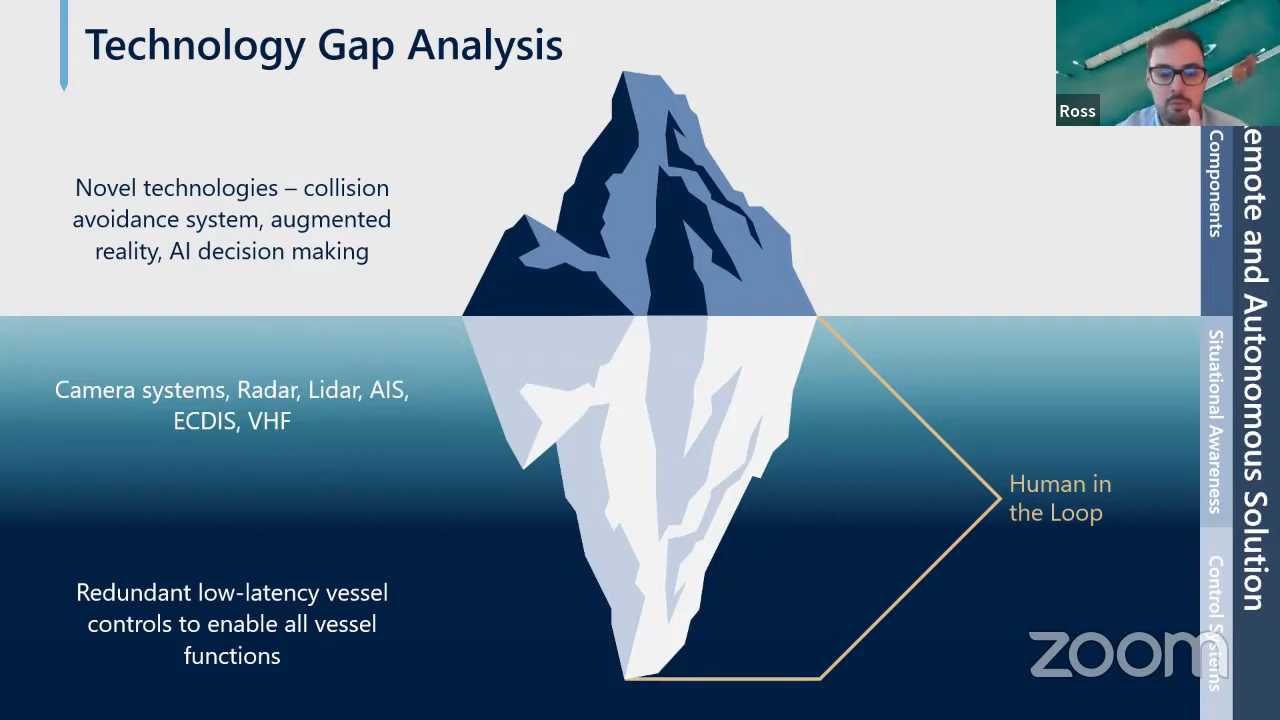 Technology Gap Analysis
Ross
Novel technologies – collision
avoidance system, augmented
reality, AI decision making
Camera systems, Radar, Lidar, AIS,
ECDIS, VHF
Redundant low-latency vessel
controls to enable all vessel
functions
Human in
the Loop
Components
Situational Awareness
Control Systems
emote and Autonomous Solution
zoom